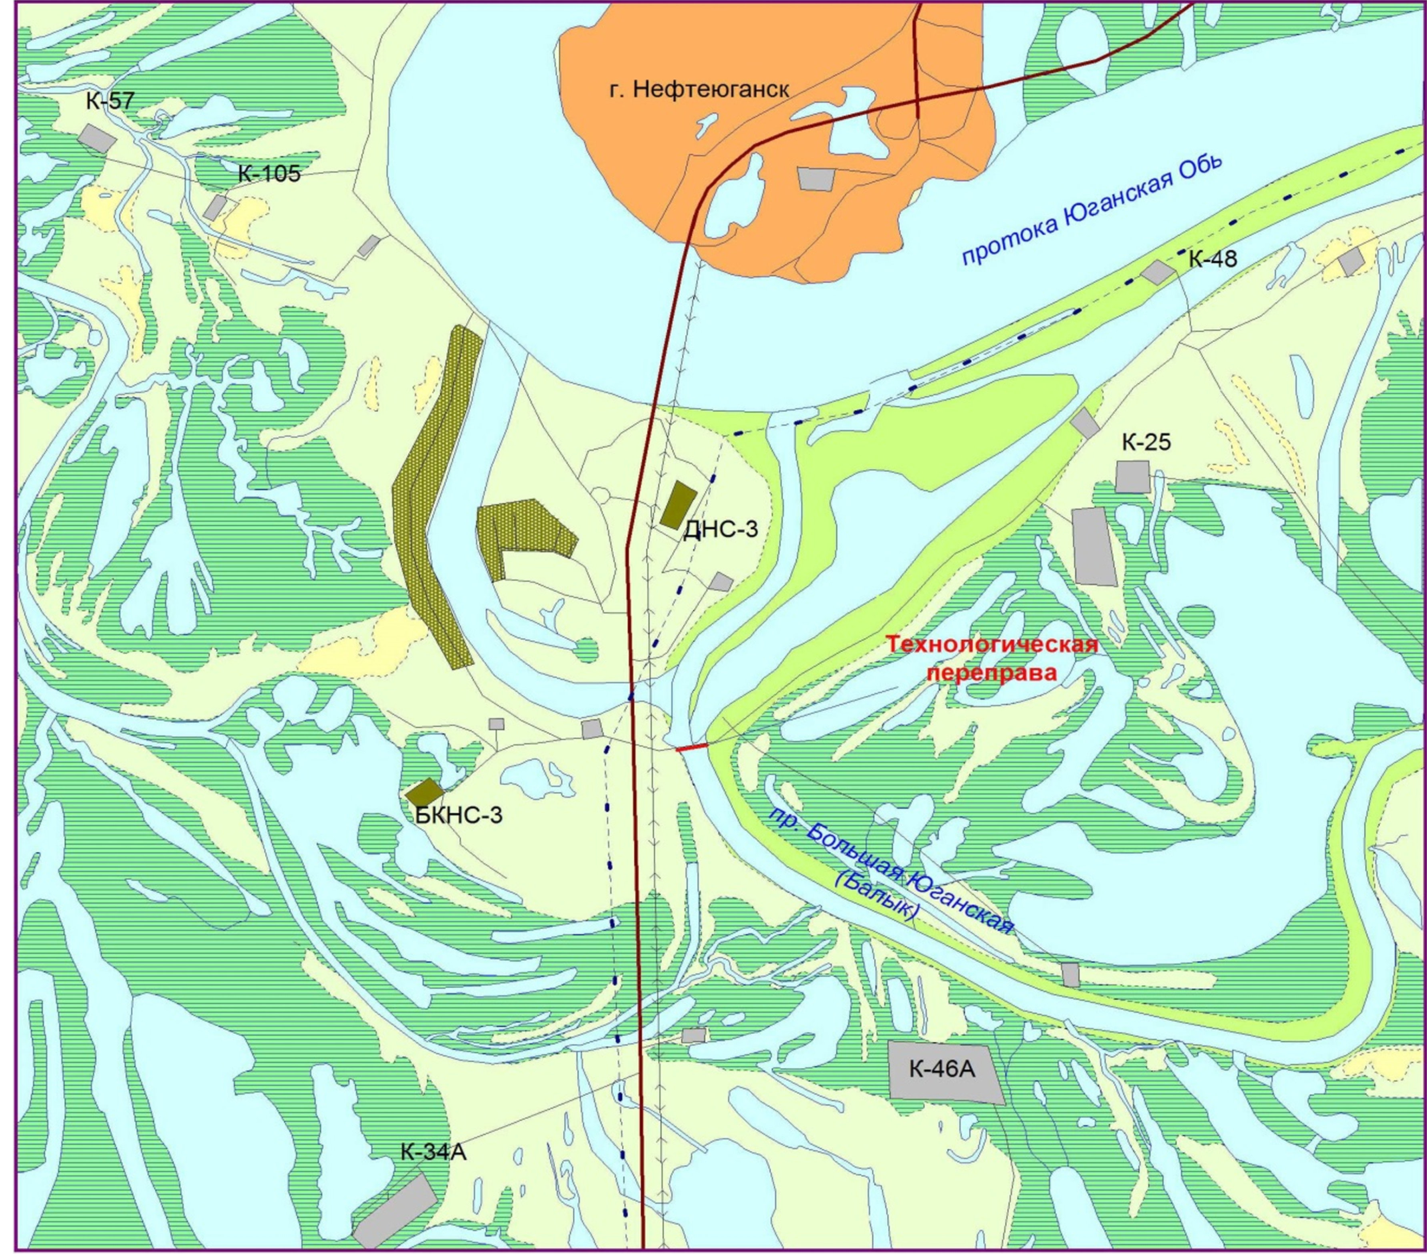 г. Нефтеюганск
К-57
протока Юганская Обь
К-105
К-48
К-25
ДНС-3
Технологическая
переправа
БКНС-3
пр. Большая Юганская
(Балык)
К-46А
К-34А